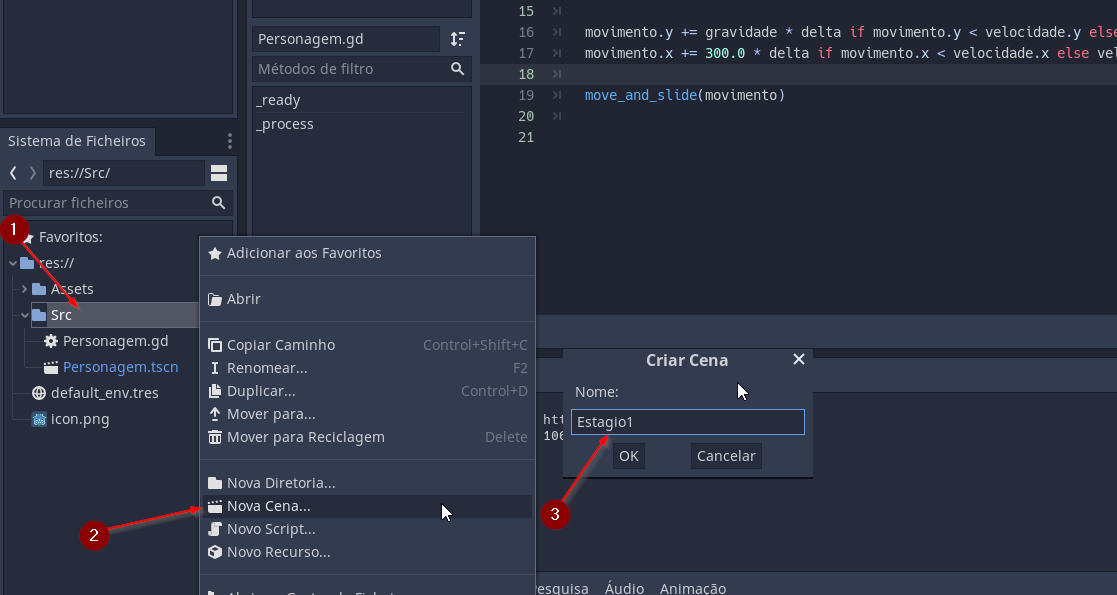 15
16 movimento.y += gravidade * delta if movimento.y < velocidade.y else
17 movimento.x += 300.0 * delta if movimento.x < velocidade.x else vel
18
19 move_and_slide(movimento)
20
21
Personagem.gd
Métodos de filtro
_ready
_process
Sistema de Ficheiros
res://Src/
Procurar ficheiros
1
Favoritos:
res://
Assets
Src
Personagem.gd
Personagem.tscn
default_env.tres
icon.png
Adicionar aos Favoritos
Abrir
Copiar Caminho Control+Shift+C
Renomear... F2
Duplicar... Control+D
Mover para...
Mover para Reciclagem Delete
Nova Diretoria...
2
Nova Cena...
Novo Script...
Novo Recurso...
Criar Cena
Nome:
Estagio1
OK Cancelar
3
htt
106
esquisa Áudio Animação